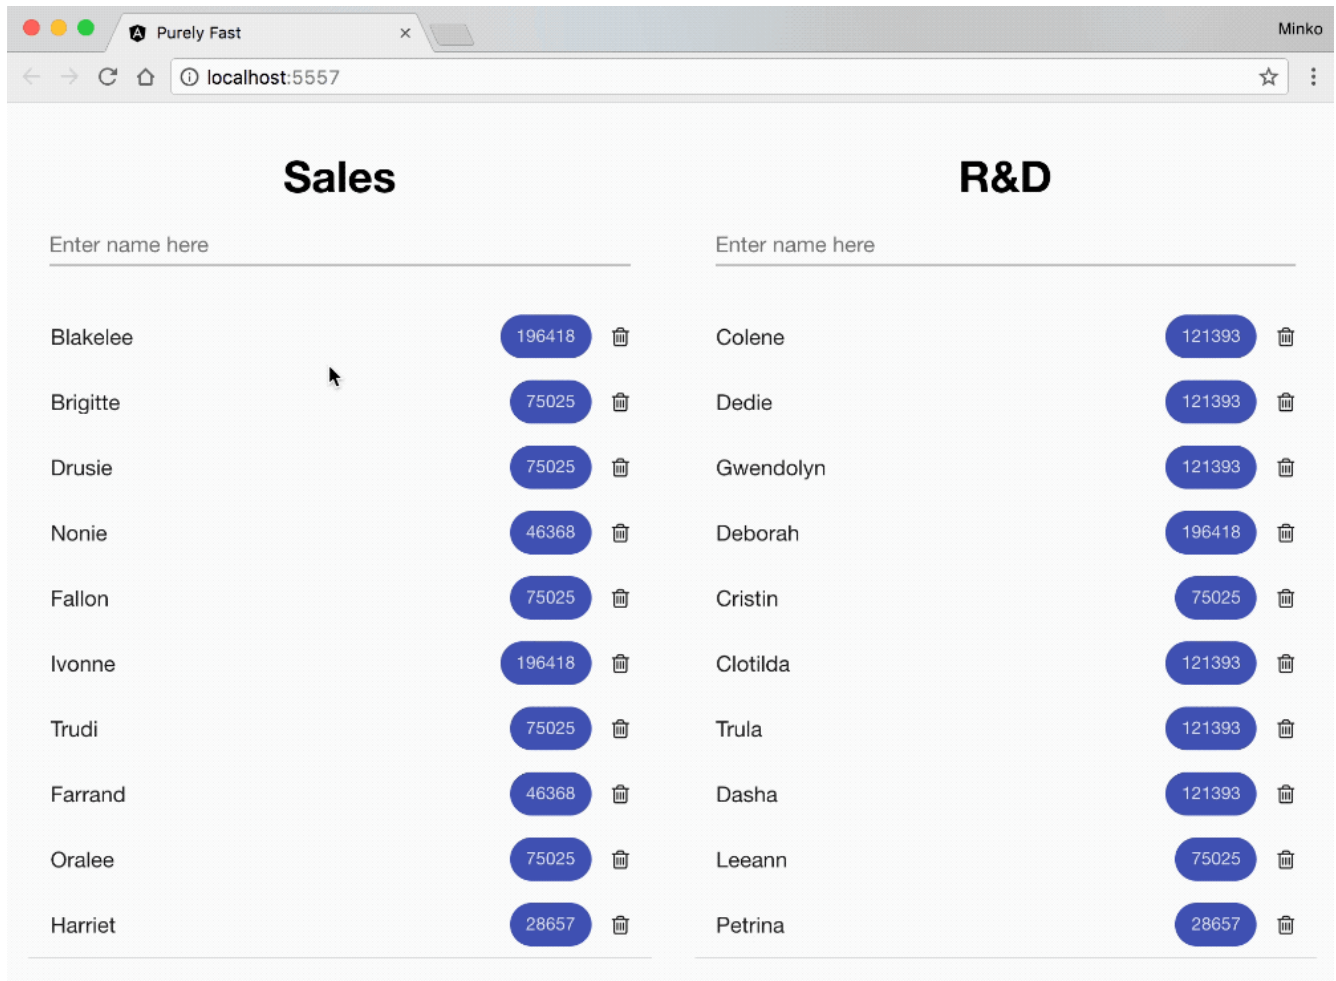 Purely Fast
Minko
localhost:5557
Sales
Enter name here
Blakelee 196418
Brigitte 75025
Drusie 75025
Nonie 46368
Fallon 75025
Ivonne 196418
Trudi 75025
Farrand 46368
Oralee 75025
Harriet 28657
R&D
Enter name here
Colene 121393
Dedie 121393
Gwendolyn 121393
Deborah 196418
Cristin 75025
Clotilda 121393
Trula 121393
Dasha 121393
Leeann 75025
Petrina 28657